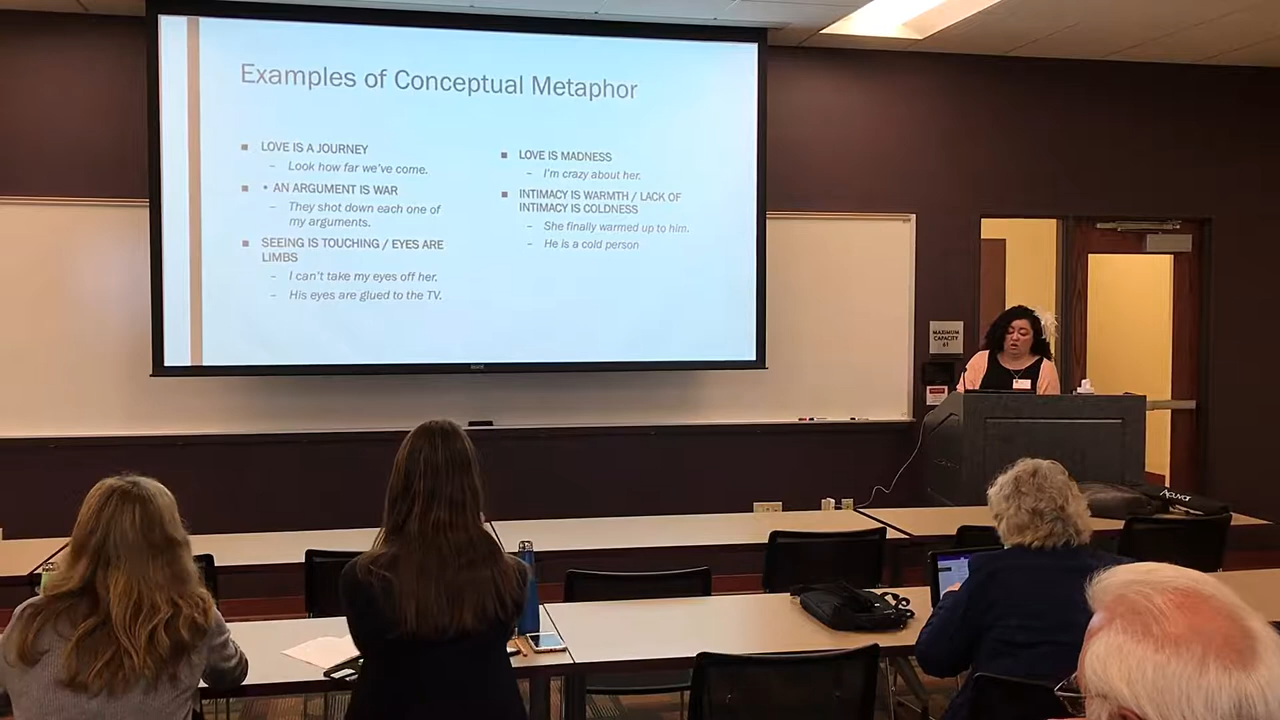 Examples of Conceptual Metaphor
■ LOVE IS A JOURNEY
– Look how far we've come.
■ • AN ARGUMENT IS WAR
– They shot down each one of
my arguments.
■ SEEING IS TOUCHING / EYES ARE
LIMBS
– I can't take my eyes off her.
– His eyes are glued to the TV.
■ LOVE IS MADNESS
– I'm crazy about her.
■ INTIMACY IS WARMTH / LACK OF
INTIMACY IS COLDNESS
– She finally warmed up to him.
– He is a cold person
MAXIMUM
CAPACITY
61